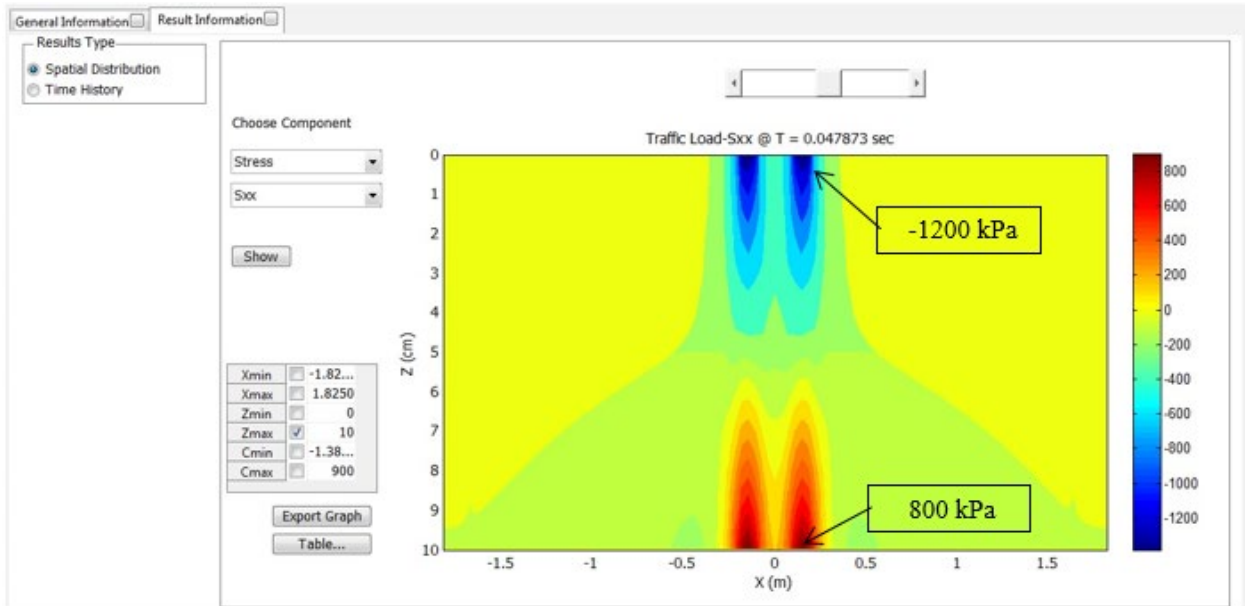 General Information
Result Information
Results Type
Spatial Distribution
Time History
Choose Component
Stress
Sxx
Show
Xmin -1.82...
Xmax 1.8250
Zmin 0
Zmax 10
Cmin -1.38...
Cmax 900
Export Graph
Table...
Traffic Load-Sxx @ T = 0.047873 sec
0
1
2
3
4
5
6
7
8
9
10
Z (cm)
-1200 kPa
800 kPa
-1.5 -1 -0.5 0 0.5 1 1.5
X (m)
800
600
400
200
0
-200
-400
-600
-800
-1000
-1200